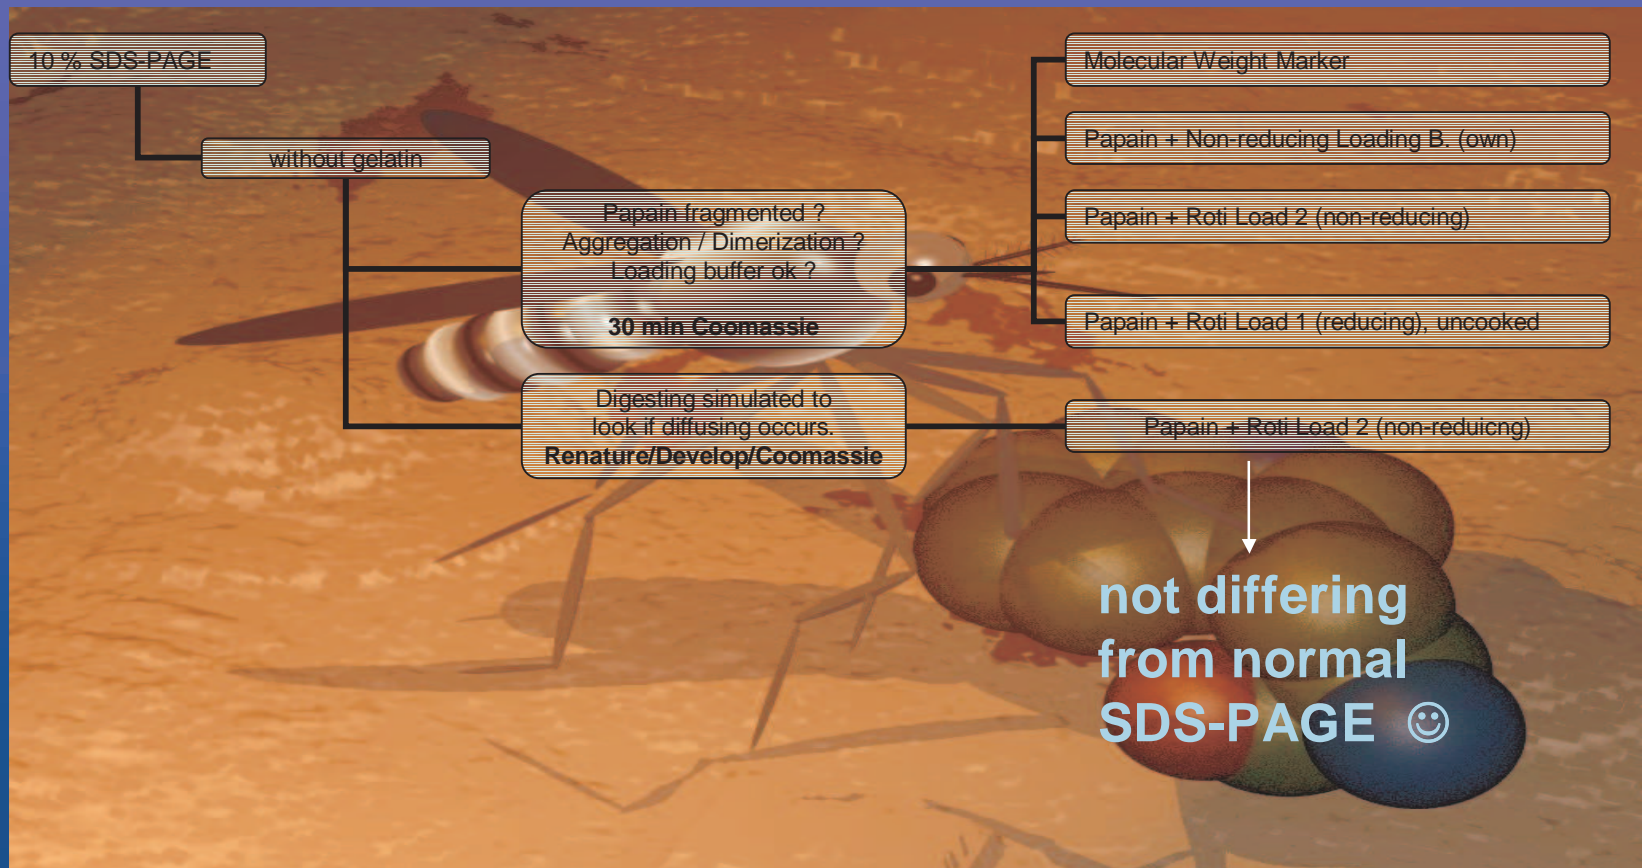 10 % SDS-PAGE
without gelatin
Papain fragmented ?
Aggregation / Dimerization ?
Loading buffer ok ?
30 min Coomassie
Digesting simulated to
look if diffusing occurs.
Renature/Develop/Coomassie
Molecular Weight Marker
Papain + Non-reducing Loading B. (own)
Papain + Roti Load 2 (non-reducing)
Papain + Roti Load 1 (reducing), uncooked
Papain + Roti Load 2 (non-reduicng)
not differing
from normal
SDS-PAGE ☺